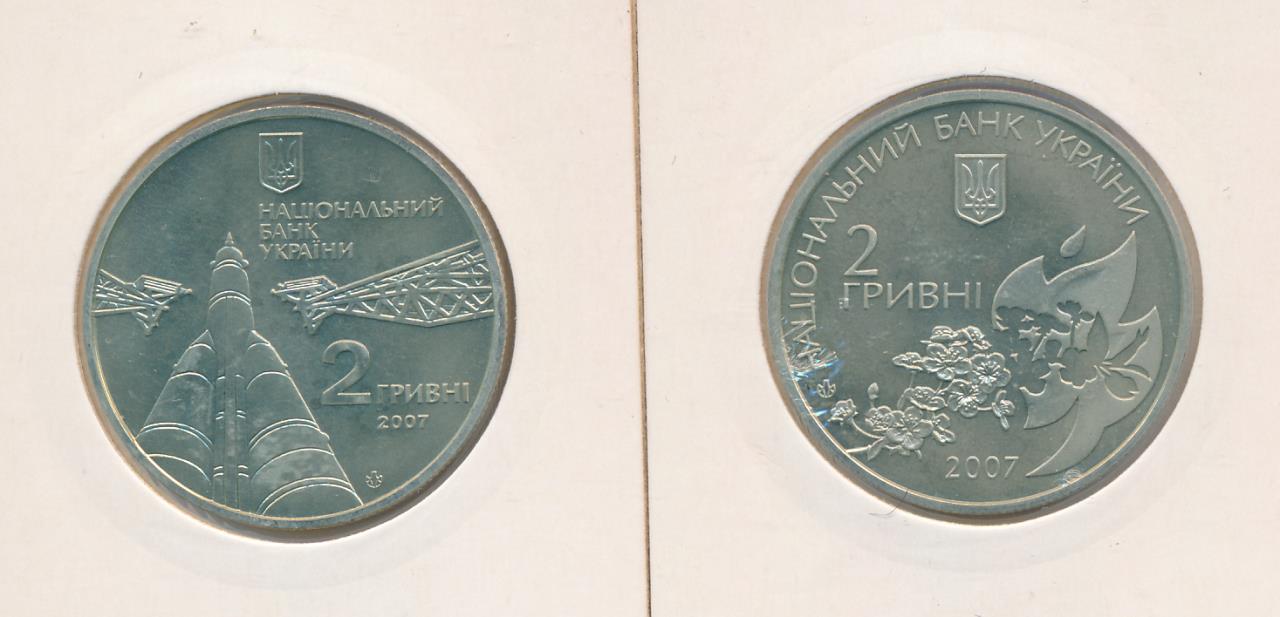 НАЦІОНАЛЬНИЙ
БАНК
УКРАЇНИ
2 ГРИВНІ
2007
НАЦІОНАЛЬНИЙ БАНК УКРАЇНИ
2
ГРИВНІ
2007